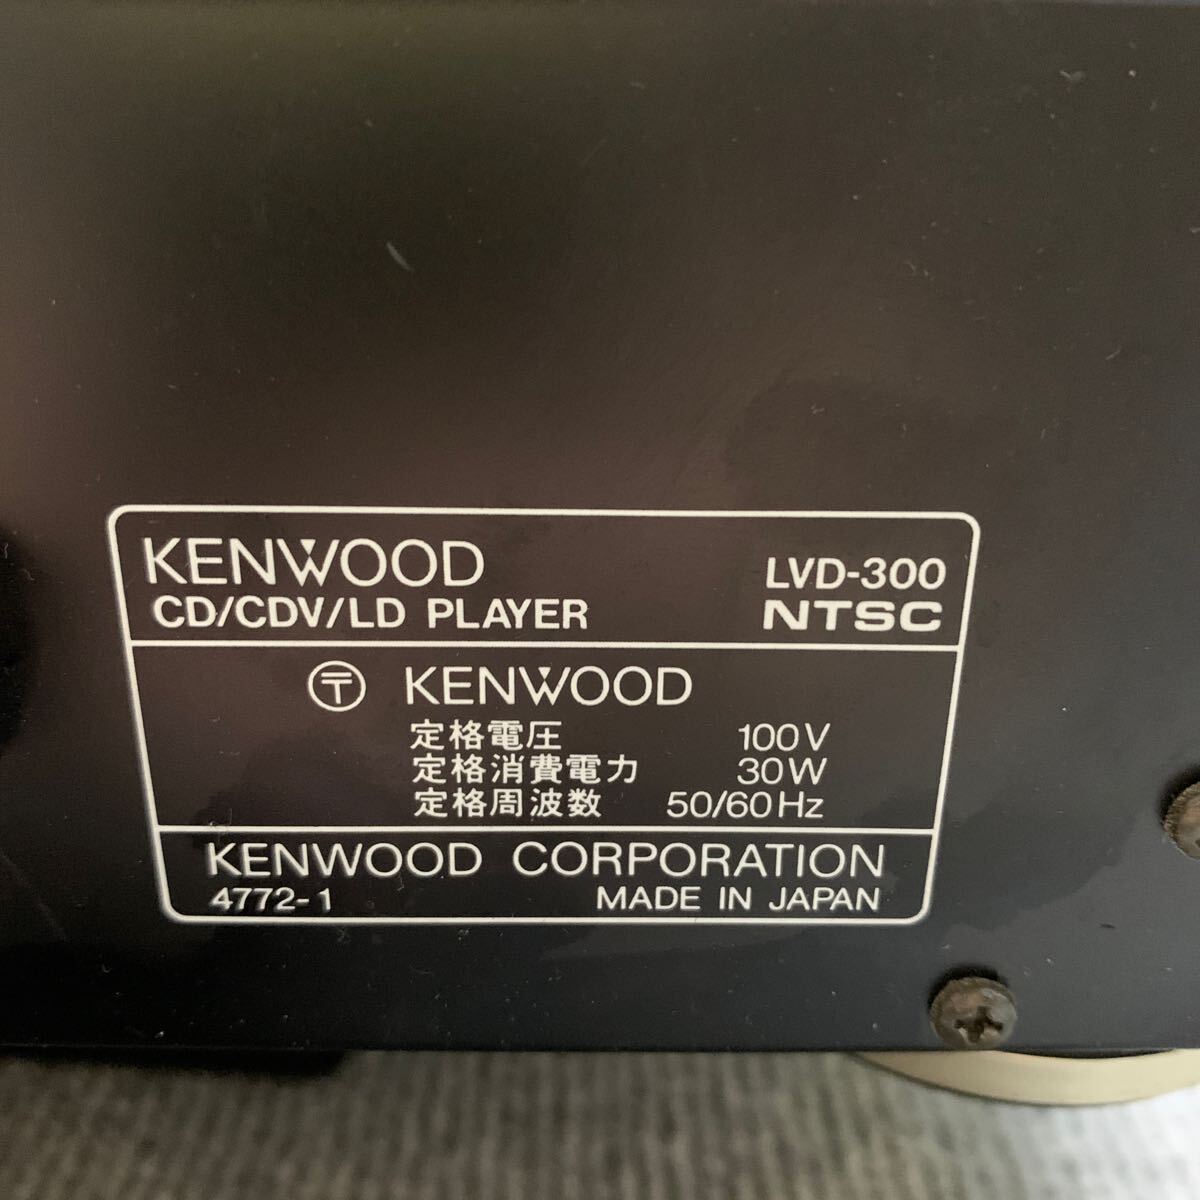 KENWOOD LVD-300
CD/CDV/LD PLAYER NTSC
〒 KENWOOD
定格電圧 100V
定格消費電力 30W
定格周波数 50/60Hz
KENWOOD CORPORATION
4772-1 MADE IN JAPAN